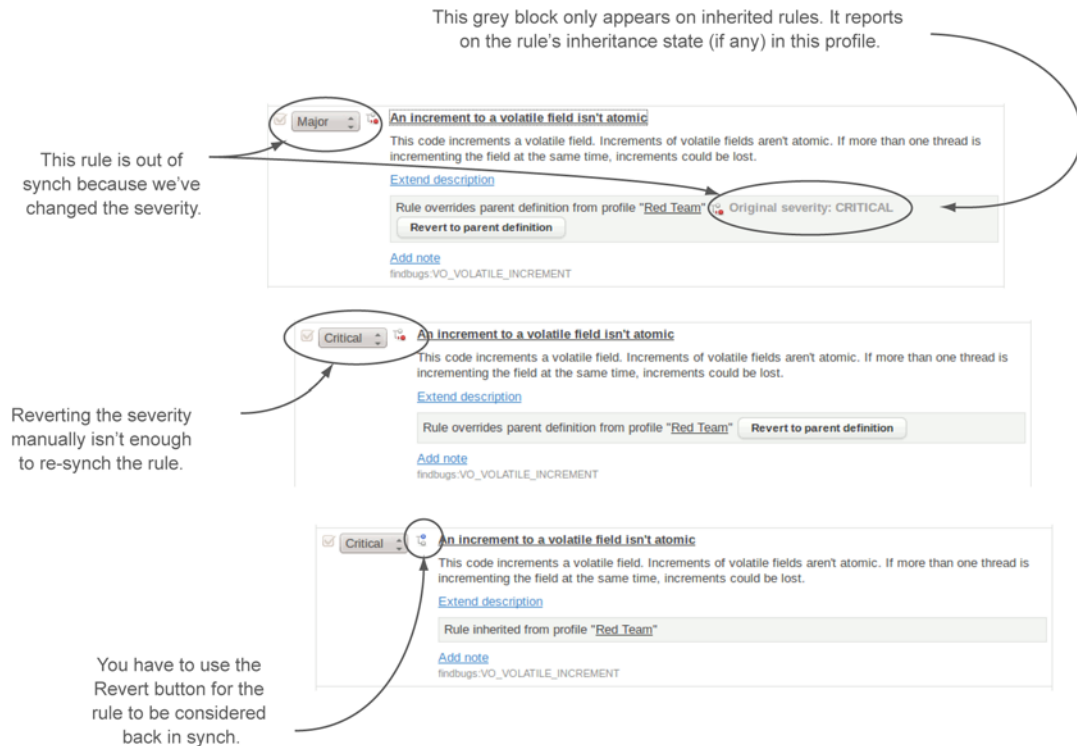 This grey block only appears on inherited rules. It reports
on the rule's inheritance state (if any) in this profile.
Major
An increment to a volatile field isn't atomic
This code increments a volatile field. Increments of volatile fields aren't atomic. If more than one thread is
incrementing the field at the same time, increments could be lost.
Extend description
Rule overrides parent definition from profile "Red Team" Original severity: CRITICAL
Revert to parent definition
Add note
findbugs:VO_VOLATILE_INCREMENT
This rule is out of
synch because we've
changed the severity.
Critical
An increment to a volatile field isn't atomic
This code increments a volatile field. Increments of volatile fields aren't atomic. If more than one thread is
incrementing the field at the same time, increments could be lost.
Extend description
Rule overrides parent definition from profile "Red Team" Revert to parent definition
Add note
findbugs:VO_VOLATILE_INCREMENT
Reverting the severity
manually isn't enough
to re-synch the rule.
Critical
An increment to a volatile field isn't atomic
This code increments a volatile field. Increments of volatile fields aren't atomic. If more than one thread is
incrementing the field at the same time, increments could be lost.
Extend description
Rule inherited from profile "Red Team"
Add note
findbugs:VO_VOLATILE_INCREMENT
You have to use the
Revert button for the
rule to be considered
back in synch.